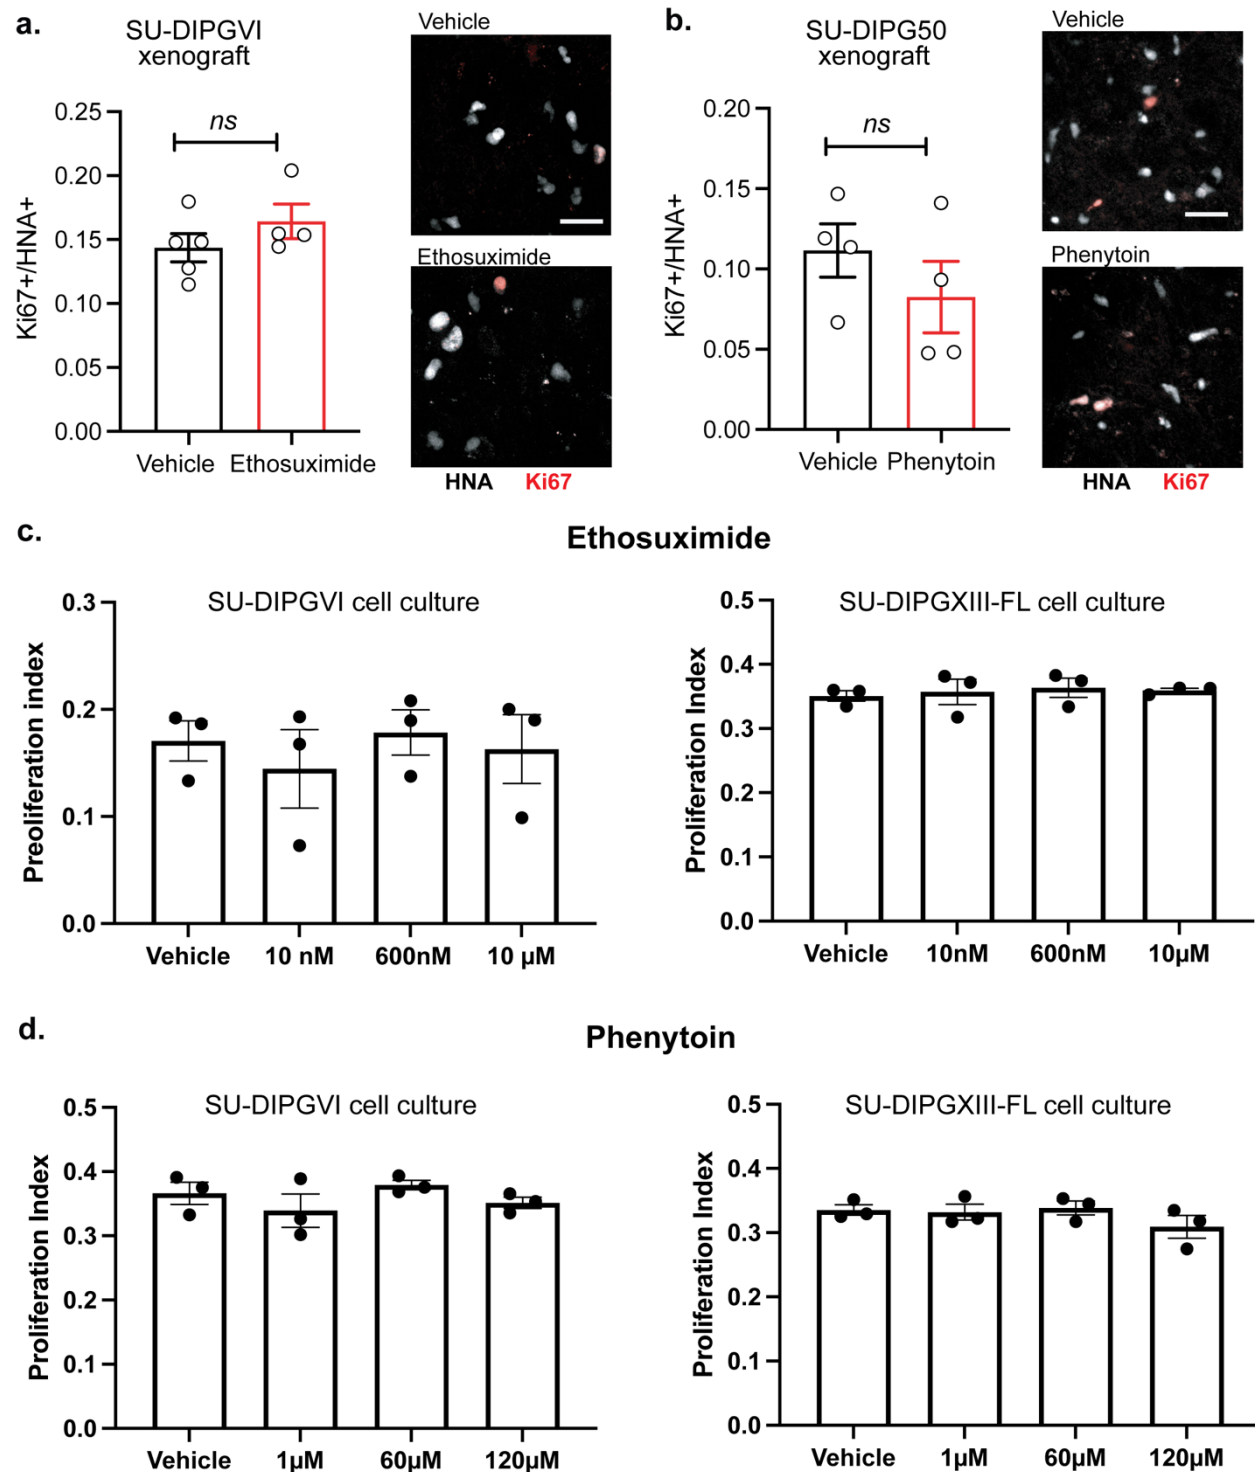 a.
SU-DIPGVI
xenograft
Ki67+/HNA+
0.25
0.20
0.15
0.10
0.05
0.00
ns
Vehicle Ethosuximide
Vehicle
Ethosuximide
HNA Ki67
b.
SU-DIPG50
xenograft
Ki67+/HNA+
0.20
0.15
0.10
0.05
0.00
ns
Vehicle Phenytoin
Vehicle
Phenytoin
HNA Ki67
c.
Ethosuximide
SU-DIPGVI cell culture
Preoliferation index
0.3
0.2
0.1
0.0
Vehicle 10 nM 600nM 10 µM
SU-DIPGXIII-FL cell culture
Proliferation Index
0.5
0.4
0.3
0.2
0.1
0.0
Vehicle 10nM 600nM 10µM
d.
Phenytoin
SU-DIPGVI cell culture
Proliferation Index
0.5
0.4
0.3
0.2
0.1
0.0
Vehicle 1µM 60µM 120µM
SU-DIPGXIII-FL cell culture
Proliferation Index
0.5
0.4
0.3
0.2
0.1
0.0
Vehicle 1µM 60µM 120µM